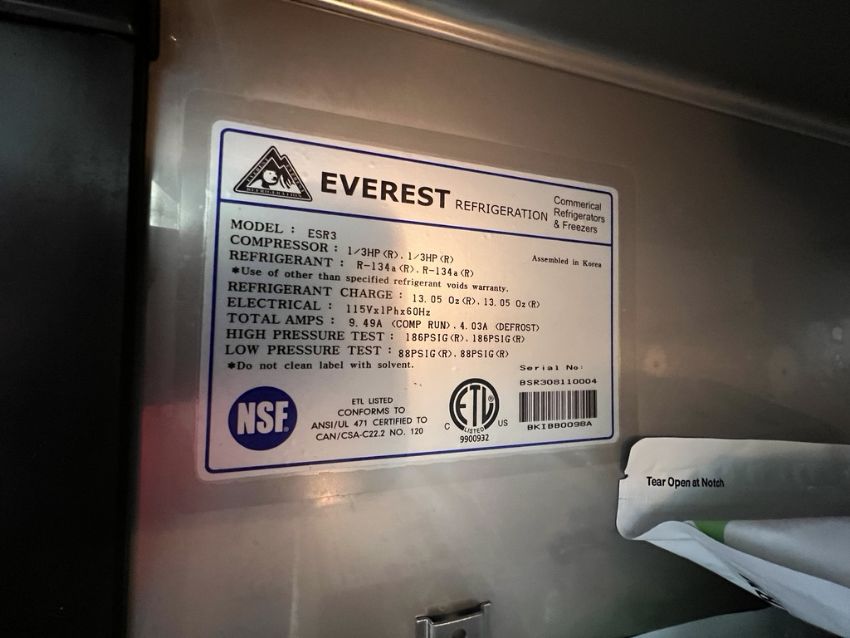 EVEREST REFRIGERATION
Commerical
Refrigerators
& Freezers
MODEL : ESR3
Assembled in Korea
COMPRESSOR : 1/3HP(R). 1/3HP(R)
REFRIGERANT : R-134a(R). R-134a(R)
*Use of other than specified refrigerant voids warranty.
REFRIGERANT CHARGE : 13.05 Oz(R). 13.05 Oz(R)
ELECTRICAL : 115Vx1Phx60Hz
TOTAL AMPS : 9.49A (COMP RUN). 4.03A (DEFROST)
HIGH PRESSURE TEST : 186PSIG(R). 186PSIG(R)
LOW PRESSURE TEST : 88PSIG(R). 88PSIG(R)
*Do not clean label with solvent.
NSF
ETL LISTED
CONFORMS TO
ANSI/UL 471 CERTIFIED TO
CAN/CSA-C22.2 NO. 120
C ETL US
LISTED
9900932
Serial No:
BSR308110004
BKIBB0098A
Tear Open at Notch